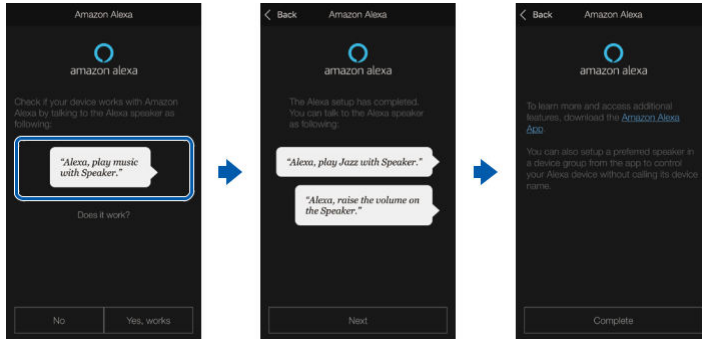 Amazon Alexa
amazon alexa
Check if your device works with Amazon
Alexa by talking to the Alexa speaker as
following:
"Alexa, play music
with Speaker."
Does it work?
No
Yes, works
Back
Amazon Alexa
amazon alexa
The Alexa setup has completed.
You can talk to the Alexa speaker
as following:
"Alexa, play Jazz with Speaker."
"Alexa, raise the volume on
the Speaker."
Next
Back
Amazon Alexa
amazon alexa
To learn more and access additional
features, download the Amazon Alexa
App.
You can also setup a preferred speaker in
a device group from the app to control
your Alexa device without calling its device
name.
Complete